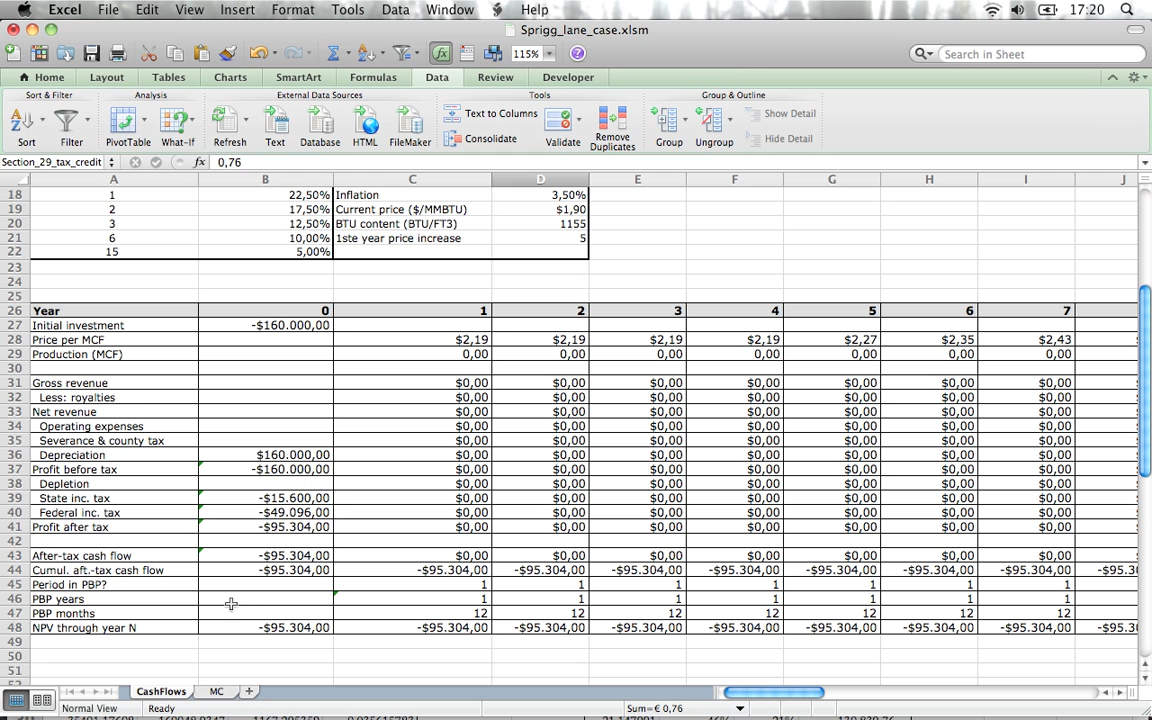 Excel File Edit View Insert Format Tools Data Window Help 17:20
Sprigg_lane_case.xlsm
115% Search in Sheet
Home Layout Tables Charts SmartArt Formulas Data Review Developer
Sort & Filter Analysis External Data Sources Tools Group & Outline
Text to Columns Show Detail
Consolidate Hide Detail
Sort Filter PivotTable What-If Refresh Text Database HTML FileMaker Validate Remove Duplicates Group Ungroup
Section_29_tax_credit fx 0,76
A B C D E F G H I J
18 1 22,50% Inflation 3,50%
19 2 17,50% Current price ($/MMBTU) $1,90
20 3 12,50% BTU content (BTU/FT3) 1155
21 6 10,00% 1ste year price increase 5
22 15 5,00%
23
24
25
26 Year 0 1 2 3 4 5 6 7
27 Initial investment -$160.000,00
28 Price per MCF $2,19 $2,19 $2,19 $2,19 $2,27 $2,35 $2,43
29 Production (MCF) 0,00 0,00 0,00 0,00 0,00 0,00 0,00
30
31 Gross revenue $0,00 $0,00 $0,00 $0,00 $0,00 $0,00 $0,00
32 Less: royalties $0,00 $0,00 $0,00 $0,00 $0,00 $0,00 $0,00
33 Net revenue $0,00 $0,00 $0,00 $0,00 $0,00 $0,00 $0,00
34 Operating expenses $0,00 $0,00 $0,00 $0,00 $0,00 $0,00 $0,00
35 Severance & county tax $0,00 $0,00 $0,00 $0,00 $0,00 $0,00 $0,00
36 Depreciation $160.000,00 $0,00 $0,00 $0,00 $0,00 $0,00 $0,00 $0,00
37 Profit before tax -$160.000,00 $0,00 $0,00 $0,00 $0,00 $0,00 $0,00 $0,00
38 Depletion $0,00 $0,00 $0,00 $0,00 $0,00 $0,00 $0,00
39 State inc. tax -$15.600,00 $0,00 $0,00 $0,00 $0,00 $0,00 $0,00 $0,00
40 Federal inc. tax -$49.096,00 $0,00 $0,00 $0,00 $0,00 $0,00 $0,00 $0,00
41 Profit after tax -$95.304,00 $0,00 $0,00 $0,00 $0,00 $0,00 $0,00 $0,00
42
43 After-tax cash flow -$95.304,00 $0,00 $0,00 $0,00 $0,00 $0,00 $0,00 $0,00
44 Cumul. aft.-tax cash flow -$95.304,00 -$95.304,00 -$95.304,00 -$95.304,00 -$95.304,00 -$95.304,00 -$95.304,00 -$95.304,00 -$95.3
45 Period in PBP? 1 1 1 1 1 1 1
46 PBP years 1 1 1 1 1 1 1
47 PBP months 12 12 12 12 12 12 12
48 NPV through year N -$95.304,00 -$95.304,00 -$95.304,00 -$95.304,00 -$95.304,00 -$95.304,00 -$95.304,00 -$95.304,00 -$95.3
49
50
51
CashFlows MC
Normal View Ready Sum=€ 0,76